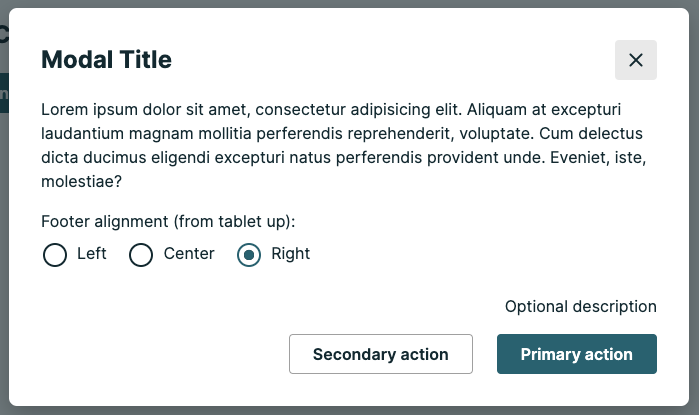 Modal Title
Lorem ipsum dolor sit amet, consectetur adipisicing elit. Aliquam at excepturi
laudantium magnam mollitia perferendis reprehenderit, voluptate. Cum delectus
dicta ducimus eligendi excepturi natus perferendis provident unde. Eveniet, iste,
molestiae?
Footer alignment (from tablet up):
Left Center Right
Optional description
Secondary action Primary action